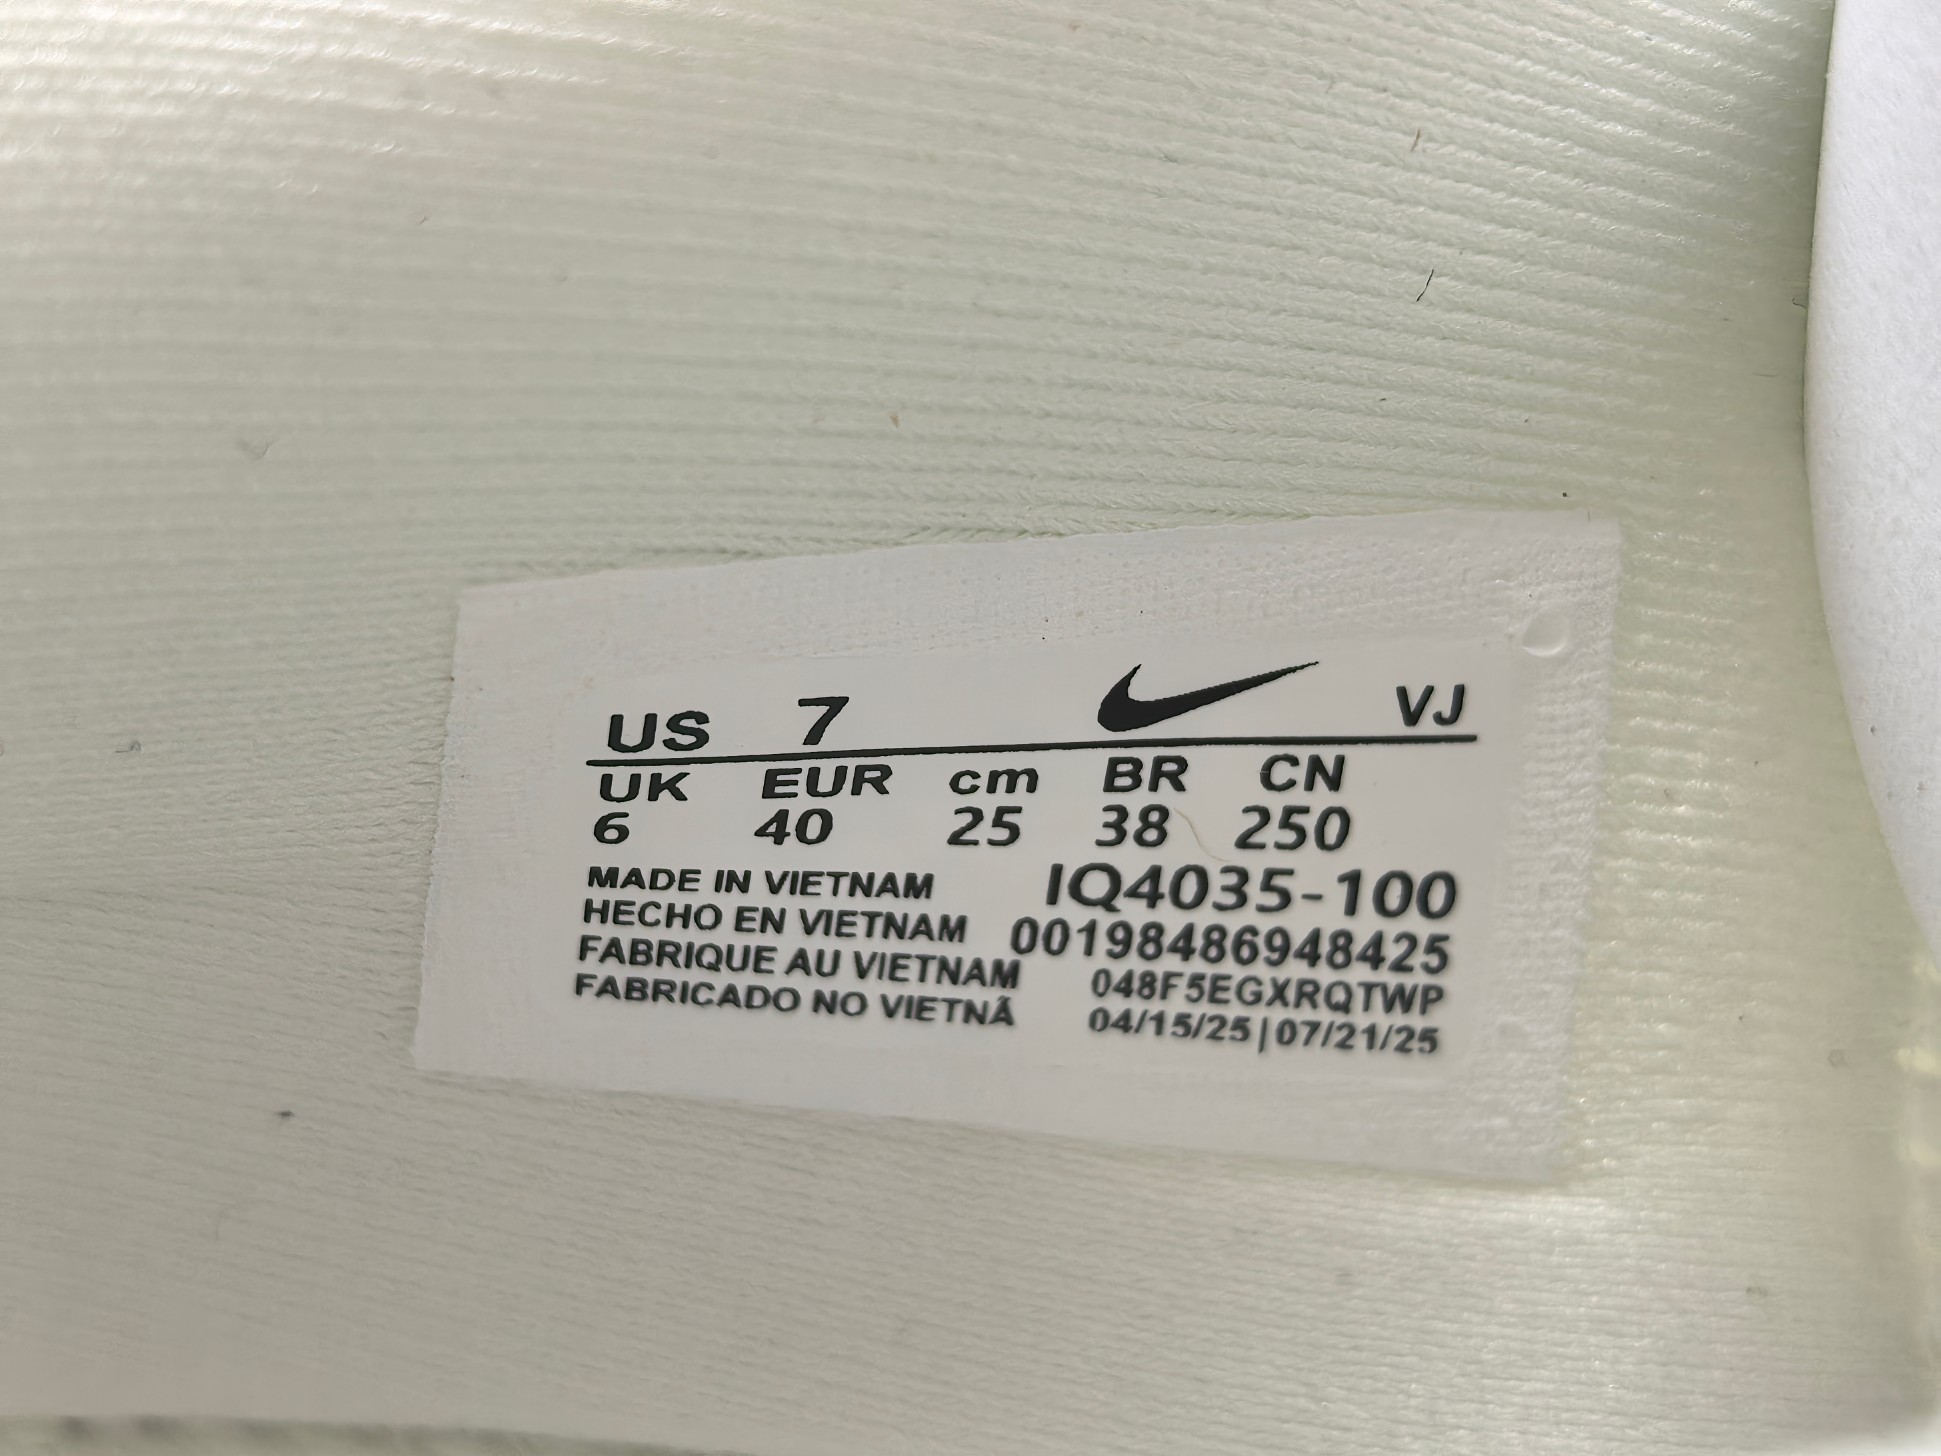 US 7 VJ
UK EUR cm BR CN
6 40 25 38 250
MADE IN VIETNAM IQ4035-100
HECHO EN VIETNAM 00198486948425
FABRIQUE AU VIETNAM 048F5EGXRQTWP
FABRICADO NO VIETNÃ 04/15/25|07/21/25